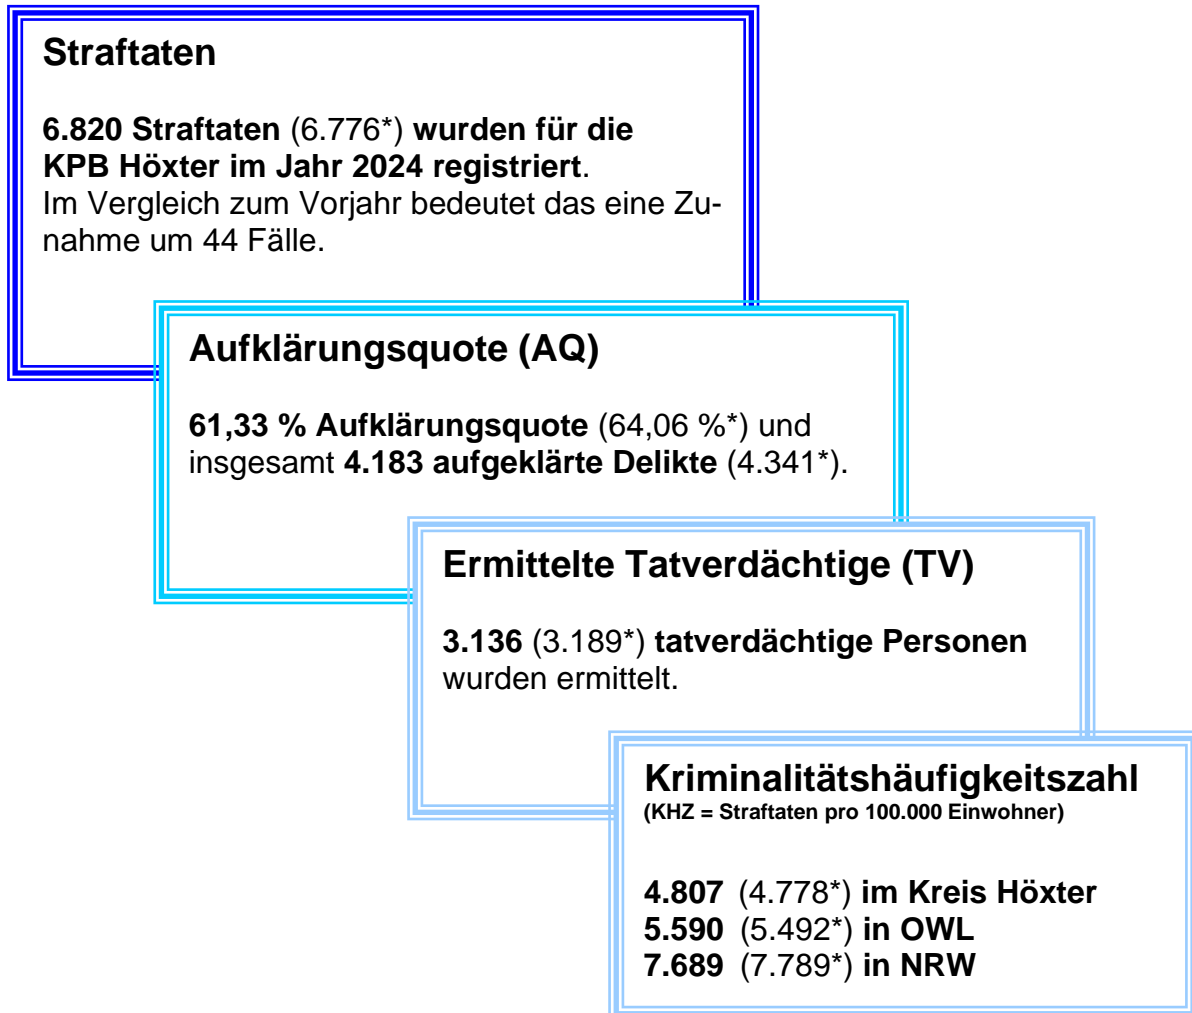 Straftaten
6.820 Straftaten (6.776*) wurden für die
KPB Höxter im Jahr 2024 registriert.
Im Vergleich zum Vorjahr bedeutet das eine Zu-
nahme um 44 Fälle.
Aufklärungsquote (AQ)
61,33 % Aufklärungsquote (64,06 %*) und
insgesamt 4.183 aufgeklärte Delikte (4.341*).
Ermittelte Tatverdächtige (TV)
3.136 (3.189*) tatverdächtige Personen
wurden ermittelt.
Kriminalitätshäufigkeitszahl
(KHZ = Straftaten pro 100.000 Einwohner)
4.807 (4.778*) im Kreis Höxter
5.590 (5.492*) in OWL
7.689 (7.789*) in NRW